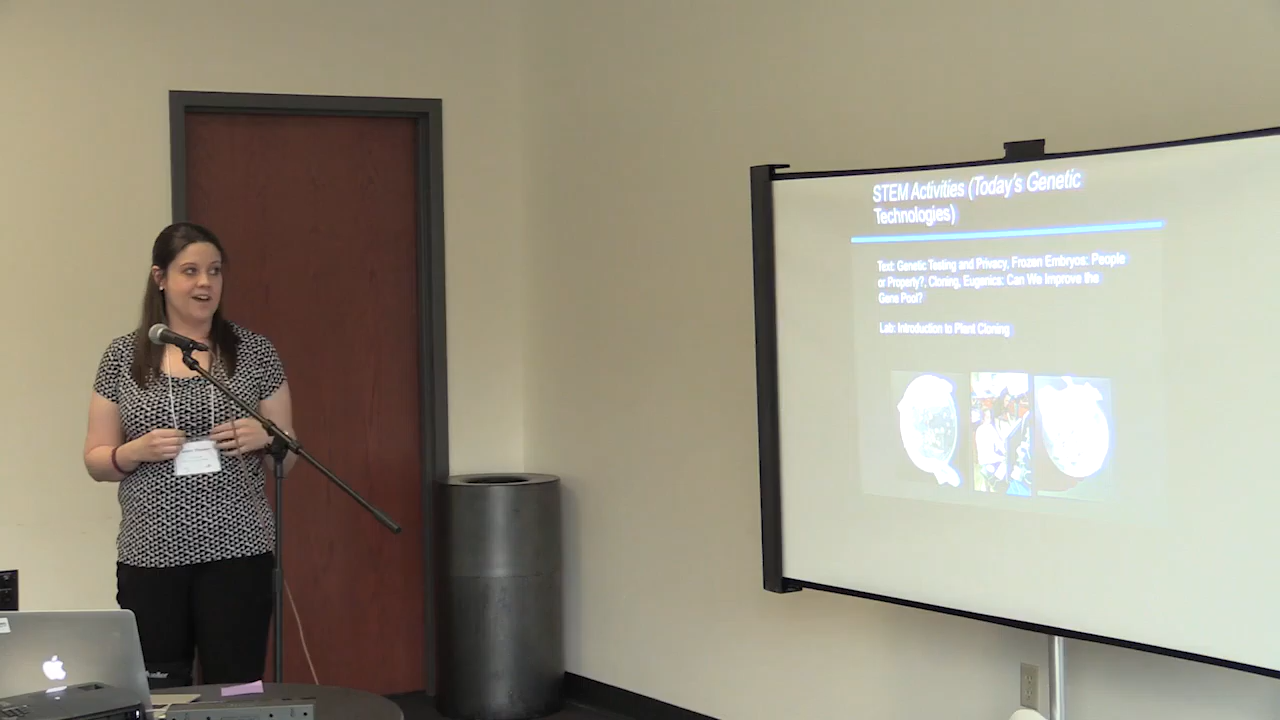 STEM Activities (Today's Genetic
Technologies)
Text: Genetic Testing and Privacy, Frozen Embryos: People
or Property?, Cloning, Eugenics: Can We Improve the
Gene Pool?
Lab: Introduction to Plant Cloning